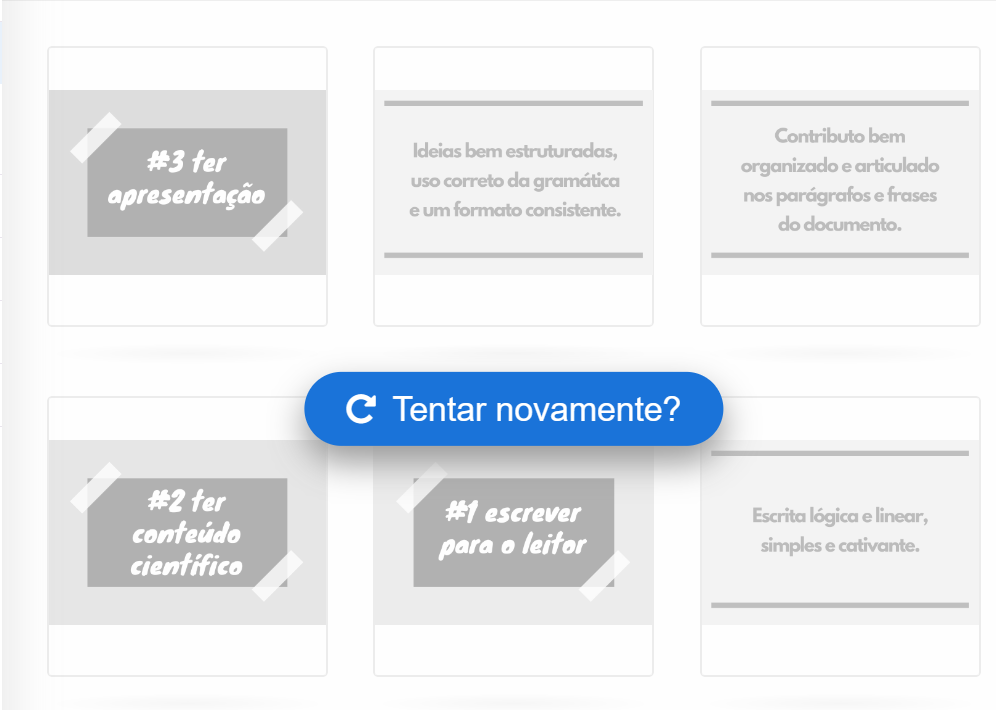 #3 ter
apresentação
Ideias bem estruturadas,
uso correto da gramática
e um formato consistente.
Contributo bem
organizado e articulado
nos parágrafos e frases
do documento.
Tentar novamente?
#2 ter
conteúdo
científico
#1 escrever
para o leitor
Escrita lógica e linear,
simples e cativante.